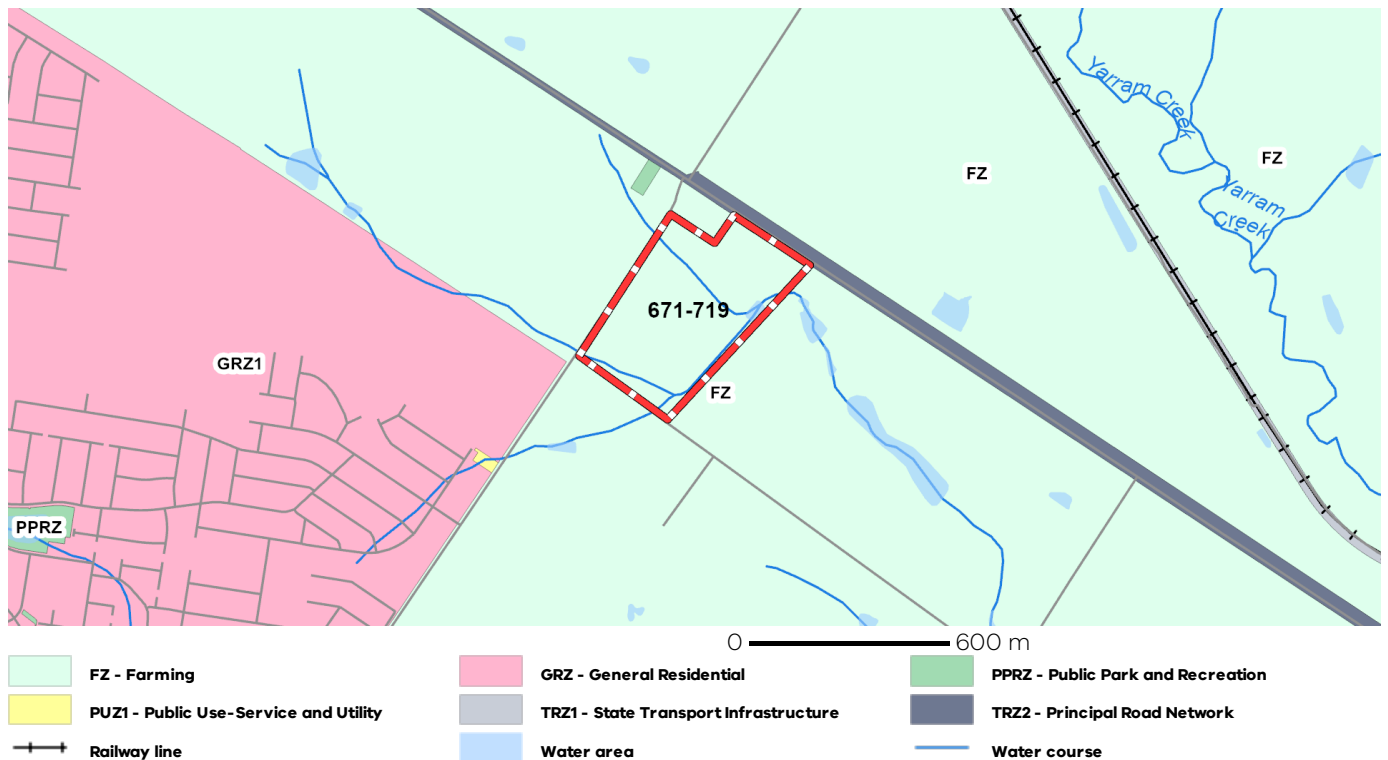 Yarram Creek
FZ
FZ
Yarram
Creek
671-719
GRZ1
FZ
PPRZ
0 600 m
FZ - Farming
GRZ - General Residential
PPRZ - Public Park and Recreation
PUZ1 - Public Use-Service and Utility
TRZ1 - State Transport Infrastructure
TRZ2 - Principal Road Network
Railway line
Water area
Water course